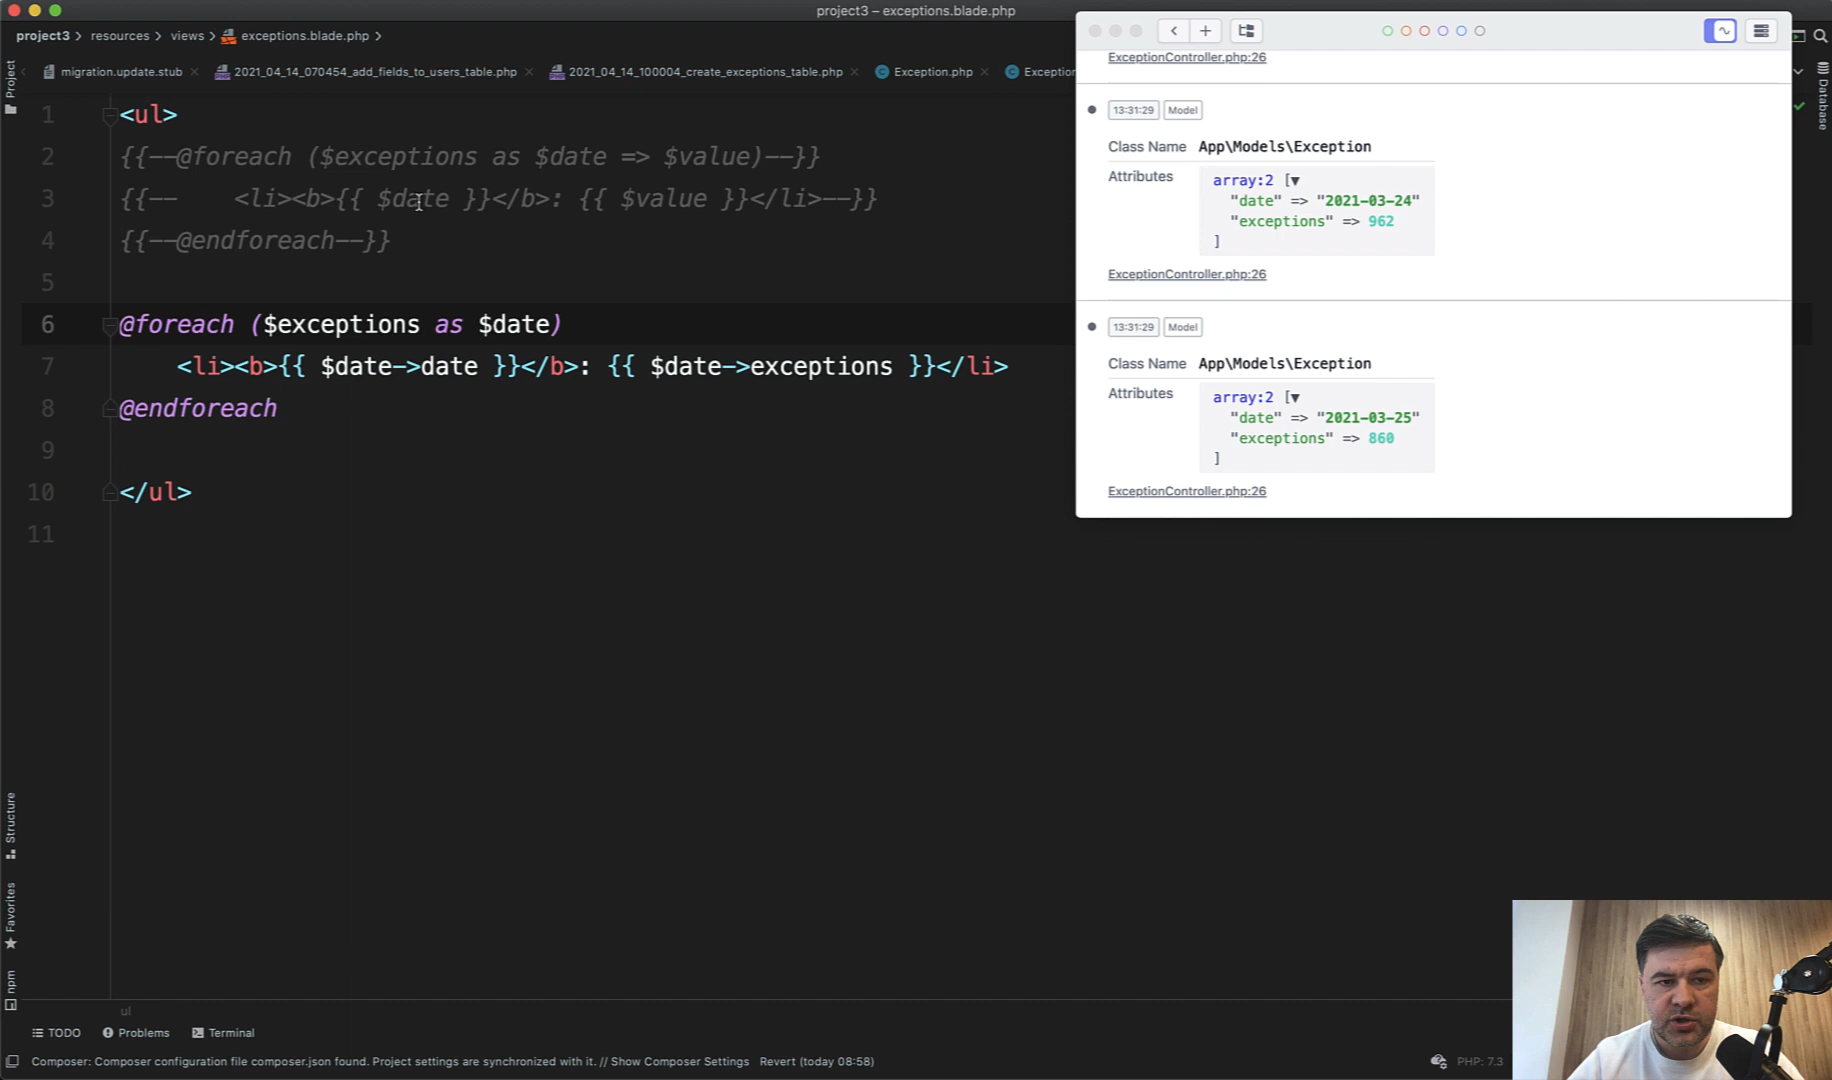 project3 – exceptions.blade.php
project3 resources views exceptions.blade.php
migration.update.stub 2021_04_14_070454_add_fields_to_users_table.php 2021_04_14_100004_create_exceptions_table.php Exception.php Exception
Project
1 <ul>
2 {{--@foreach ($exceptions as $date => $value)--}}
3 {{--    <li><b>{{ $date }}</b>: {{ $value }}</li>--}}
4 {{--@endforeach--}}
5
6 @foreach ($exceptions as $date)
7     <li><b>{{ $date->date }}</b>: {{ $date->exceptions }}</li>
8 @endforeach
9
10 </ul>
11
ExceptionController.php:26
13:31:29 Model
Class Name App\Models\Exception
Attributes array:2 [▼
"date" => "2021-03-24"
"exceptions" => 962
]
ExceptionController.php:26
13:31:29 Model
Class Name App\Models\Exception
Attributes array:2 [▼
"date" => "2021-03-25"
"exceptions" => 860
]
ExceptionController.php:26
Database
Structure
Favorites
npm
ul
TODO Problems Terminal
Composer: Composer configuration file composer.json found. Project settings are synchronized with it. // Show Composer Settings Revert (today 08:58)
PHP: 7.3